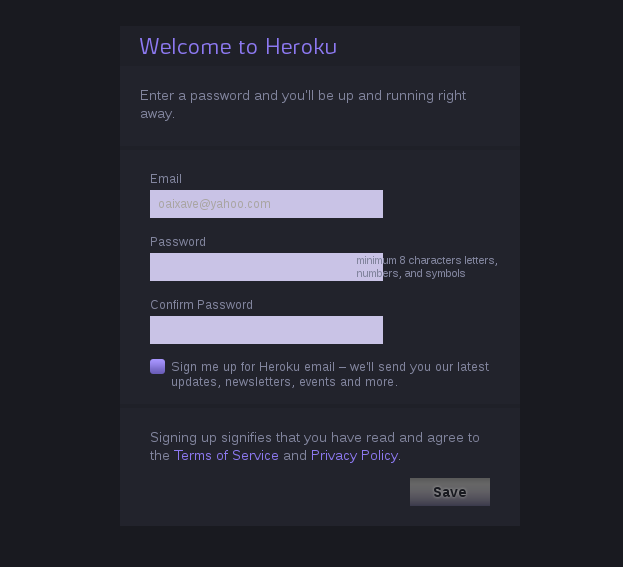 Welcome to Heroku
Enter a password and you'll be up and running right
away.
Email
oaixave@yahoo.com
Password
minimum 8 characters letters,
numbers, and symbols
Confirm Password
Sign me up for Heroku email – we'll send you our latest
updates, newsletters, events and more.
Signing up signifies that you have read and agree to
the Terms of Service and Privacy Policy.
Save